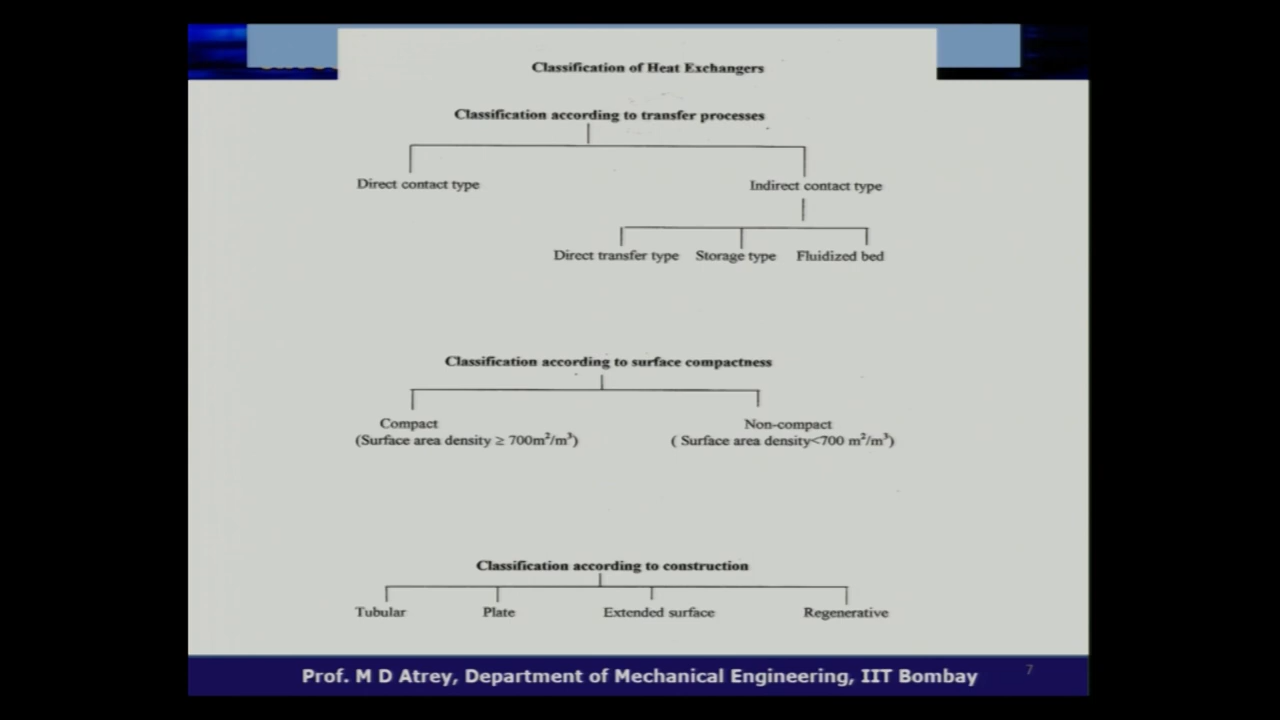 Classification of Heat Exchangers
Classification according to transfer processes
Direct contact type Indirect contact type
Direct transfer type Storage type Fluidized bed
Classification according to surface compactness
Compact Non-compact
(Surface area density ≥ 700m²/m³) ( Surface area density<700 m²/m³)
Classification according to construction
Tubular Plate Extended surface Regenerative
Prof. M D Atrey, Department of Mechanical Engineering, IIT Bombay 7